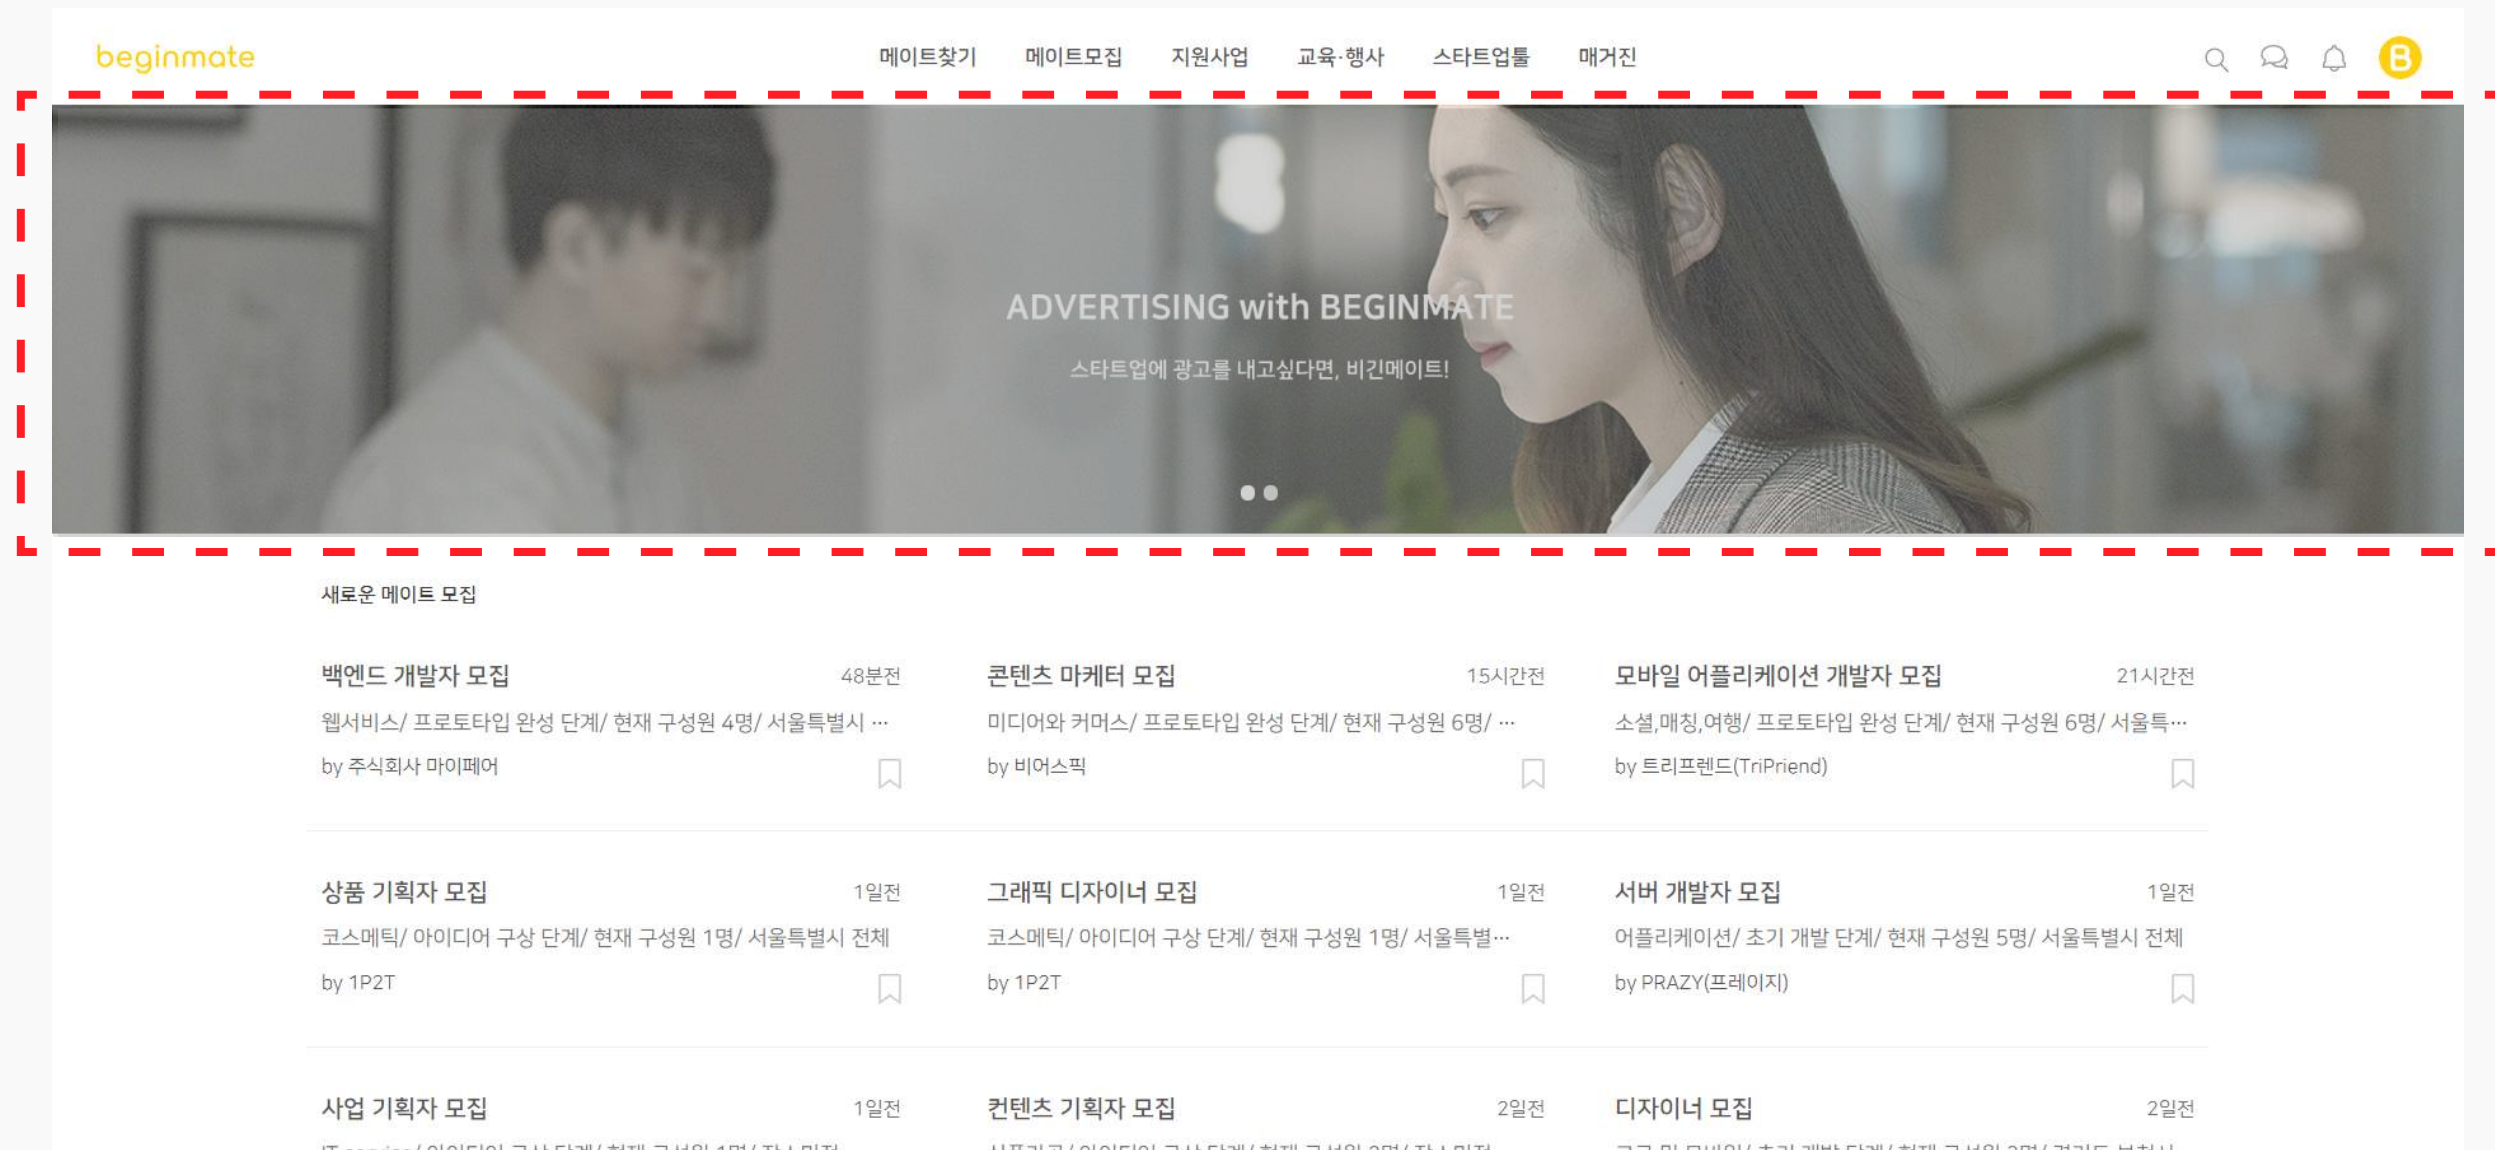 beginmate
메이트찾기 메이트모집 지원사업 교육·행사 스타트업툴 매거진
B
ADVERTISING with BEGINMATE
스타트업에 광고를 내고싶다면, 비긴메이트!
새로운 메이트 모집
백엔드 개발자 모집 48분전
웹서비스/ 프로토타입 완성 단계/ 현재 구성원 4명/ 서울특별시 ···
by 주식회사 마이페어
콘텐츠 마케터 모집 15시간전
미디어와 커머스/ 프로토타입 완성 단계/ 현재 구성원 6명/ ···
by 비어스픽
모바일 어플리케이션 개발자 모집 21시간전
소셜,매칭,여행/ 프로토타입 완성 단계/ 현재 구성원 6명/ 서울특···
by 트리프렌드(TriPriend)
상품 기획자 모집 1일전
코스메틱/ 아이디어 구상 단계/ 현재 구성원 1명/ 서울특별시 전체
by 1P2T
그래픽 디자이너 모집 1일전
코스메틱/ 아이디어 구상 단계/ 현재 구성원 1명/ 서울특별···
by 1P2T
서버 개발자 모집 1일전
어플리케이션/ 초기 개발 단계/ 현재 구성원 5명/ 서울특별시 전체
by PRAZY(프레이지)
사업 기획자 모집 1일전
컨텐츠 기획자 모집 2일전
디자이너 모집 2일전